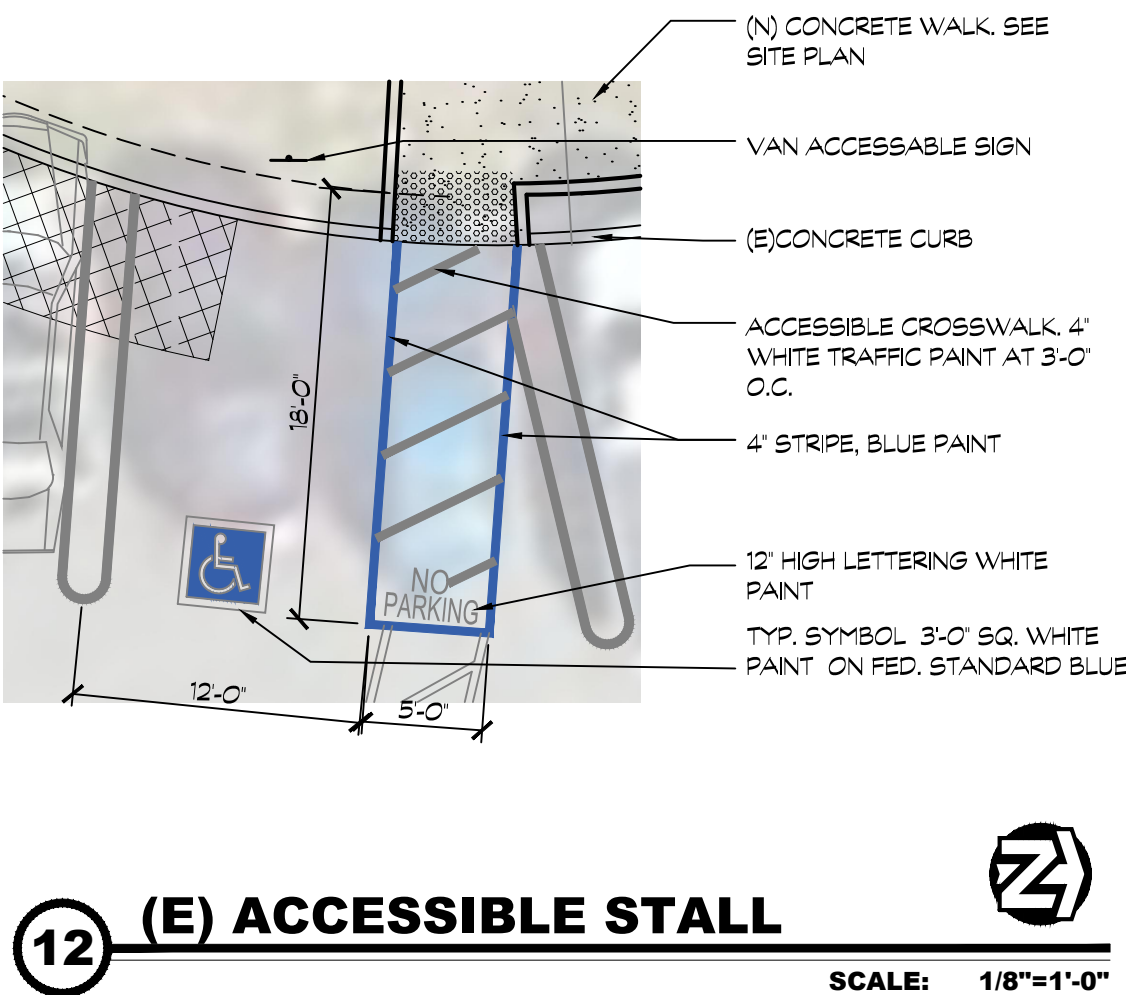 (N) CONCRETE WALK. SEE
SITE PLAN
VAN ACCESSABLE SIGN
(E)CONCRETE CURB
ACCESSIBLE CROSSWALK. 4"
WHITE TRAFFIC PAINT AT 3'-0"
O.C.
4" STRIPE, BLUE PAINT
12" HIGH LETTERING WHITE
PAINT
TYP. SYMBOL 3'-0" SQ. WHITE
PAINT ON FED. STANDARD BLUE
18'-0"
NO
PARKING
12'-0"
5'-0"
12
(E) ACCESSIBLE STALL
SCALE: 1/8"=1'-0"